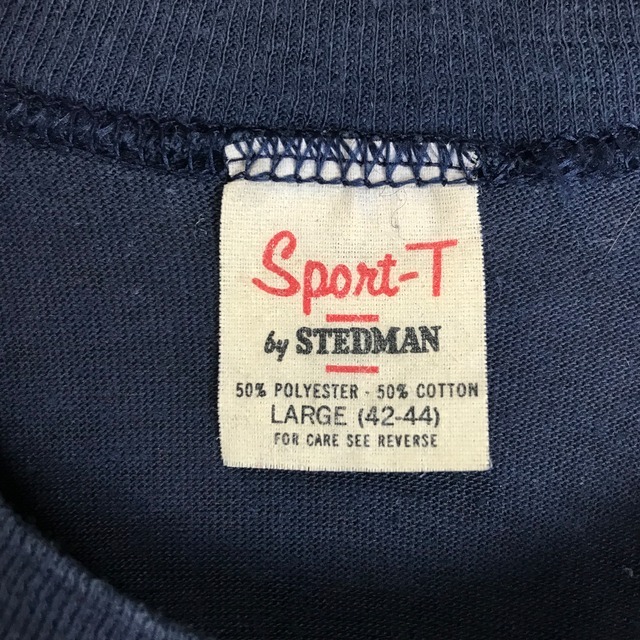 Sport-T
by STEDMAN
50% POLYESTER - 50% COTTON
LARGE (42-44)
FOR CARE SEE REVERSE